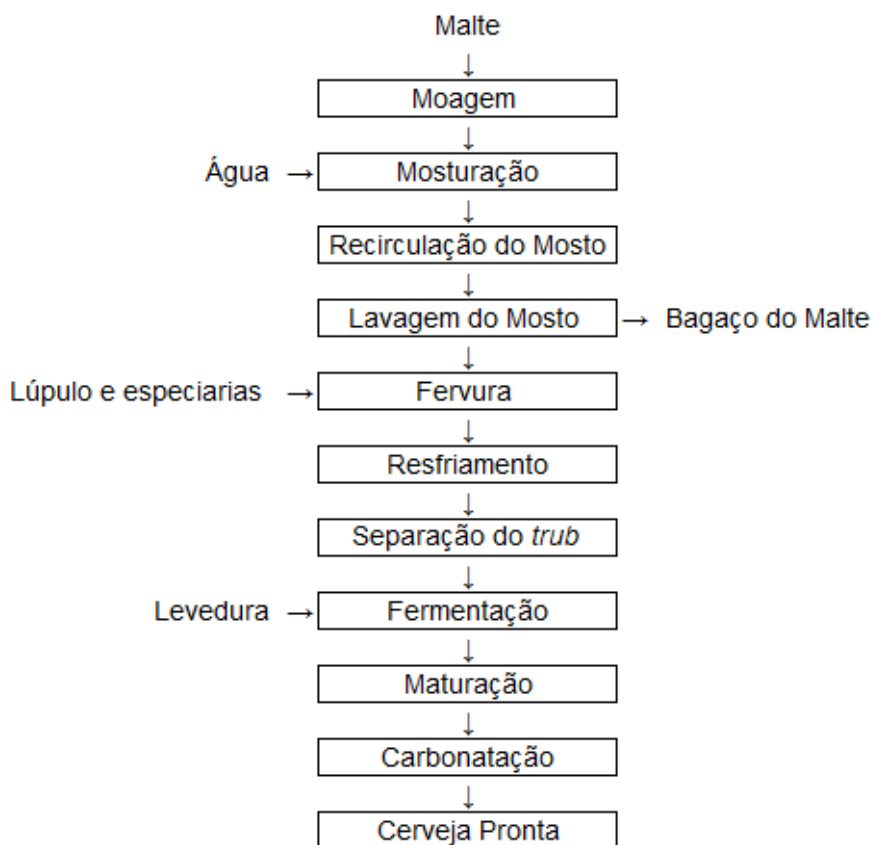 Malte
↓
Moagem
↓
Água → Mosturação
↓
Recirculação do Mosto
↓
Lavagem do Mosto → Bagaço do Malte
↓
Lúpulo e especiarias → Fervura
↓
Resfriamento
↓
Separação do trub
↓
Levedura → Fermentação
↓
Maturação
↓
Carbonatação
↓
Cerveja Pronta